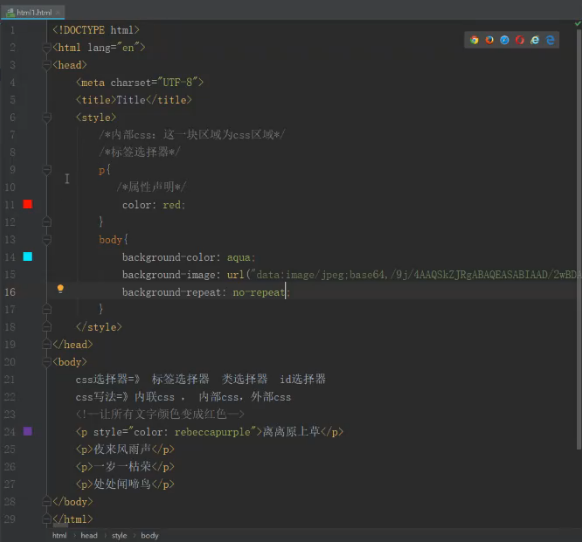 html1.html
1 <!DOCTYPE html>
2 <html lang="en">
3 <head>
4 <meta charset="UTF-8">
5 <title>Title</title>
6 <style>
7 /*内部css：这一块区域为css区域*/
8 /*标签选择器*/
9 p{
10 /*属性声明*/
11 color: red;
12 }
13 body{
14 background-color: aqua;
15 background-image: url("data:image/jpeg;base64,/9j/4AAQSkZJRgABAQEASABIAAD/2wBD
16 background-repeat: no-repeat;
17 }
18 </style>
19 </head>
20 <body>
21 css选择器=》 标签选择器 类选择器 id选择器
22 css写法=》内联css ， 内部css，外部css
23 <!--让所有文字颜色变成红色-->
24 <p style="color: rebeccapurple">离离原上草</p>
25 <p>夜来风雨声</p>
26 <p>一岁一枯荣</p>
27 <p>处处闻啼鸟</p>
28 </body>
29 </html>
html head style body